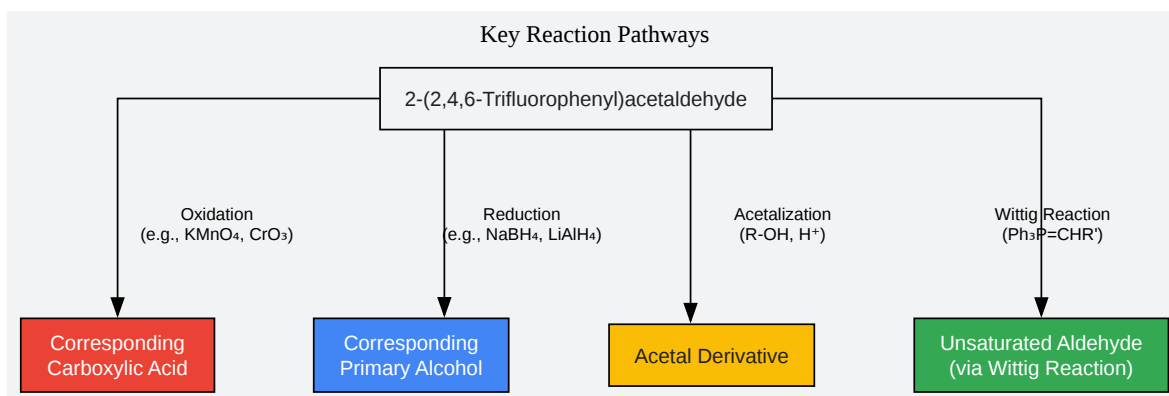 Key Reaction Pathways
2-(2,4,6-Trifluorophenyl)acetaldehyde
Oxidation
(e.g., KMnO₄, CrO₃)
Reduction
(e.g., NaBH₄, LiAlH₄)
Acetalization
(R-OH, H⁺)
Wittig Reaction
(Ph₃P=CHR')
Corresponding
Carboxylic Acid
Corresponding
Primary Alcohol
Acetal Derivative
Unsaturated Aldehyde
(via Wittig Reaction)